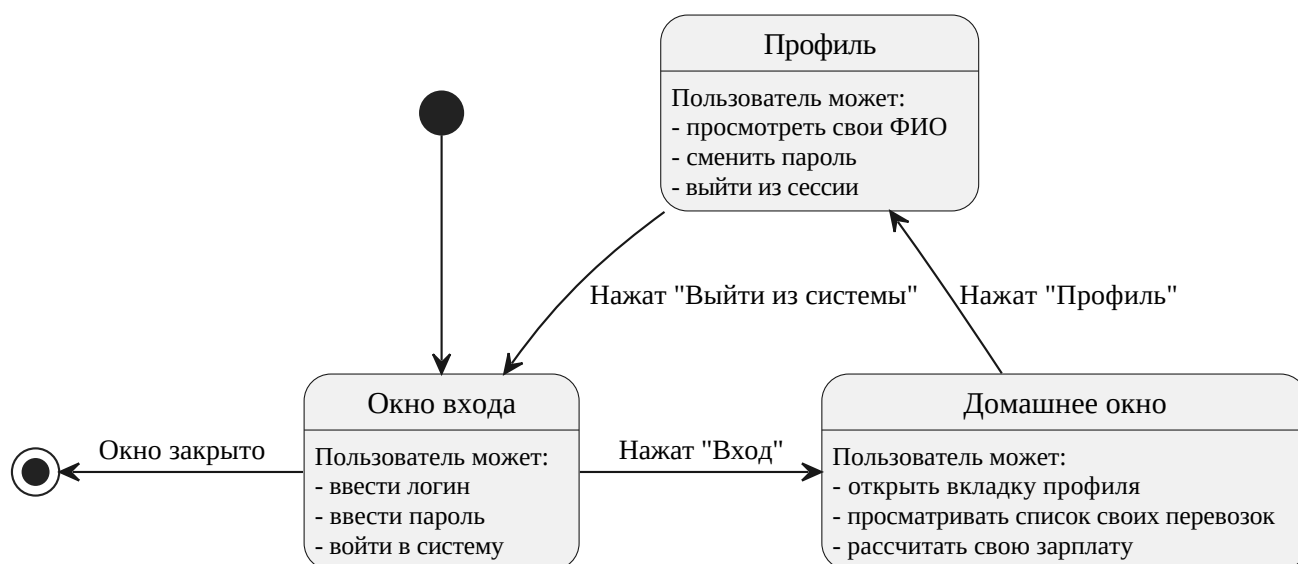 Профиль
Пользователь может:
- просмотреть свои ФИО
- сменить пароль
- выйти из сессии
Нажат "Выйти из системы"
Нажат "Профиль"
Окно входа
Пользователь может:
- ввести логин
- ввести пароль
- войти в систему
Окно закрыто
Нажат "Вход"
Домашнее окно
Пользователь может:
- открыть вкладку профиля
- просматривать список своих перевозок
- рассчитать свою зарплату